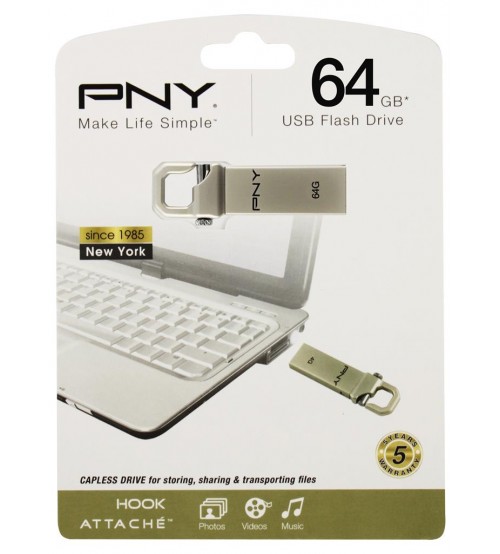 PNY.
Make Life Simple™
64 GB*
USB Flash Drive
PNY
64G
since 1985
New York
5
YEARS
WARRANTY
CAPLESS DRIVE for storing, sharing & transporting files
HOOK
ATTACHÉ™
Photos
Videos
Music